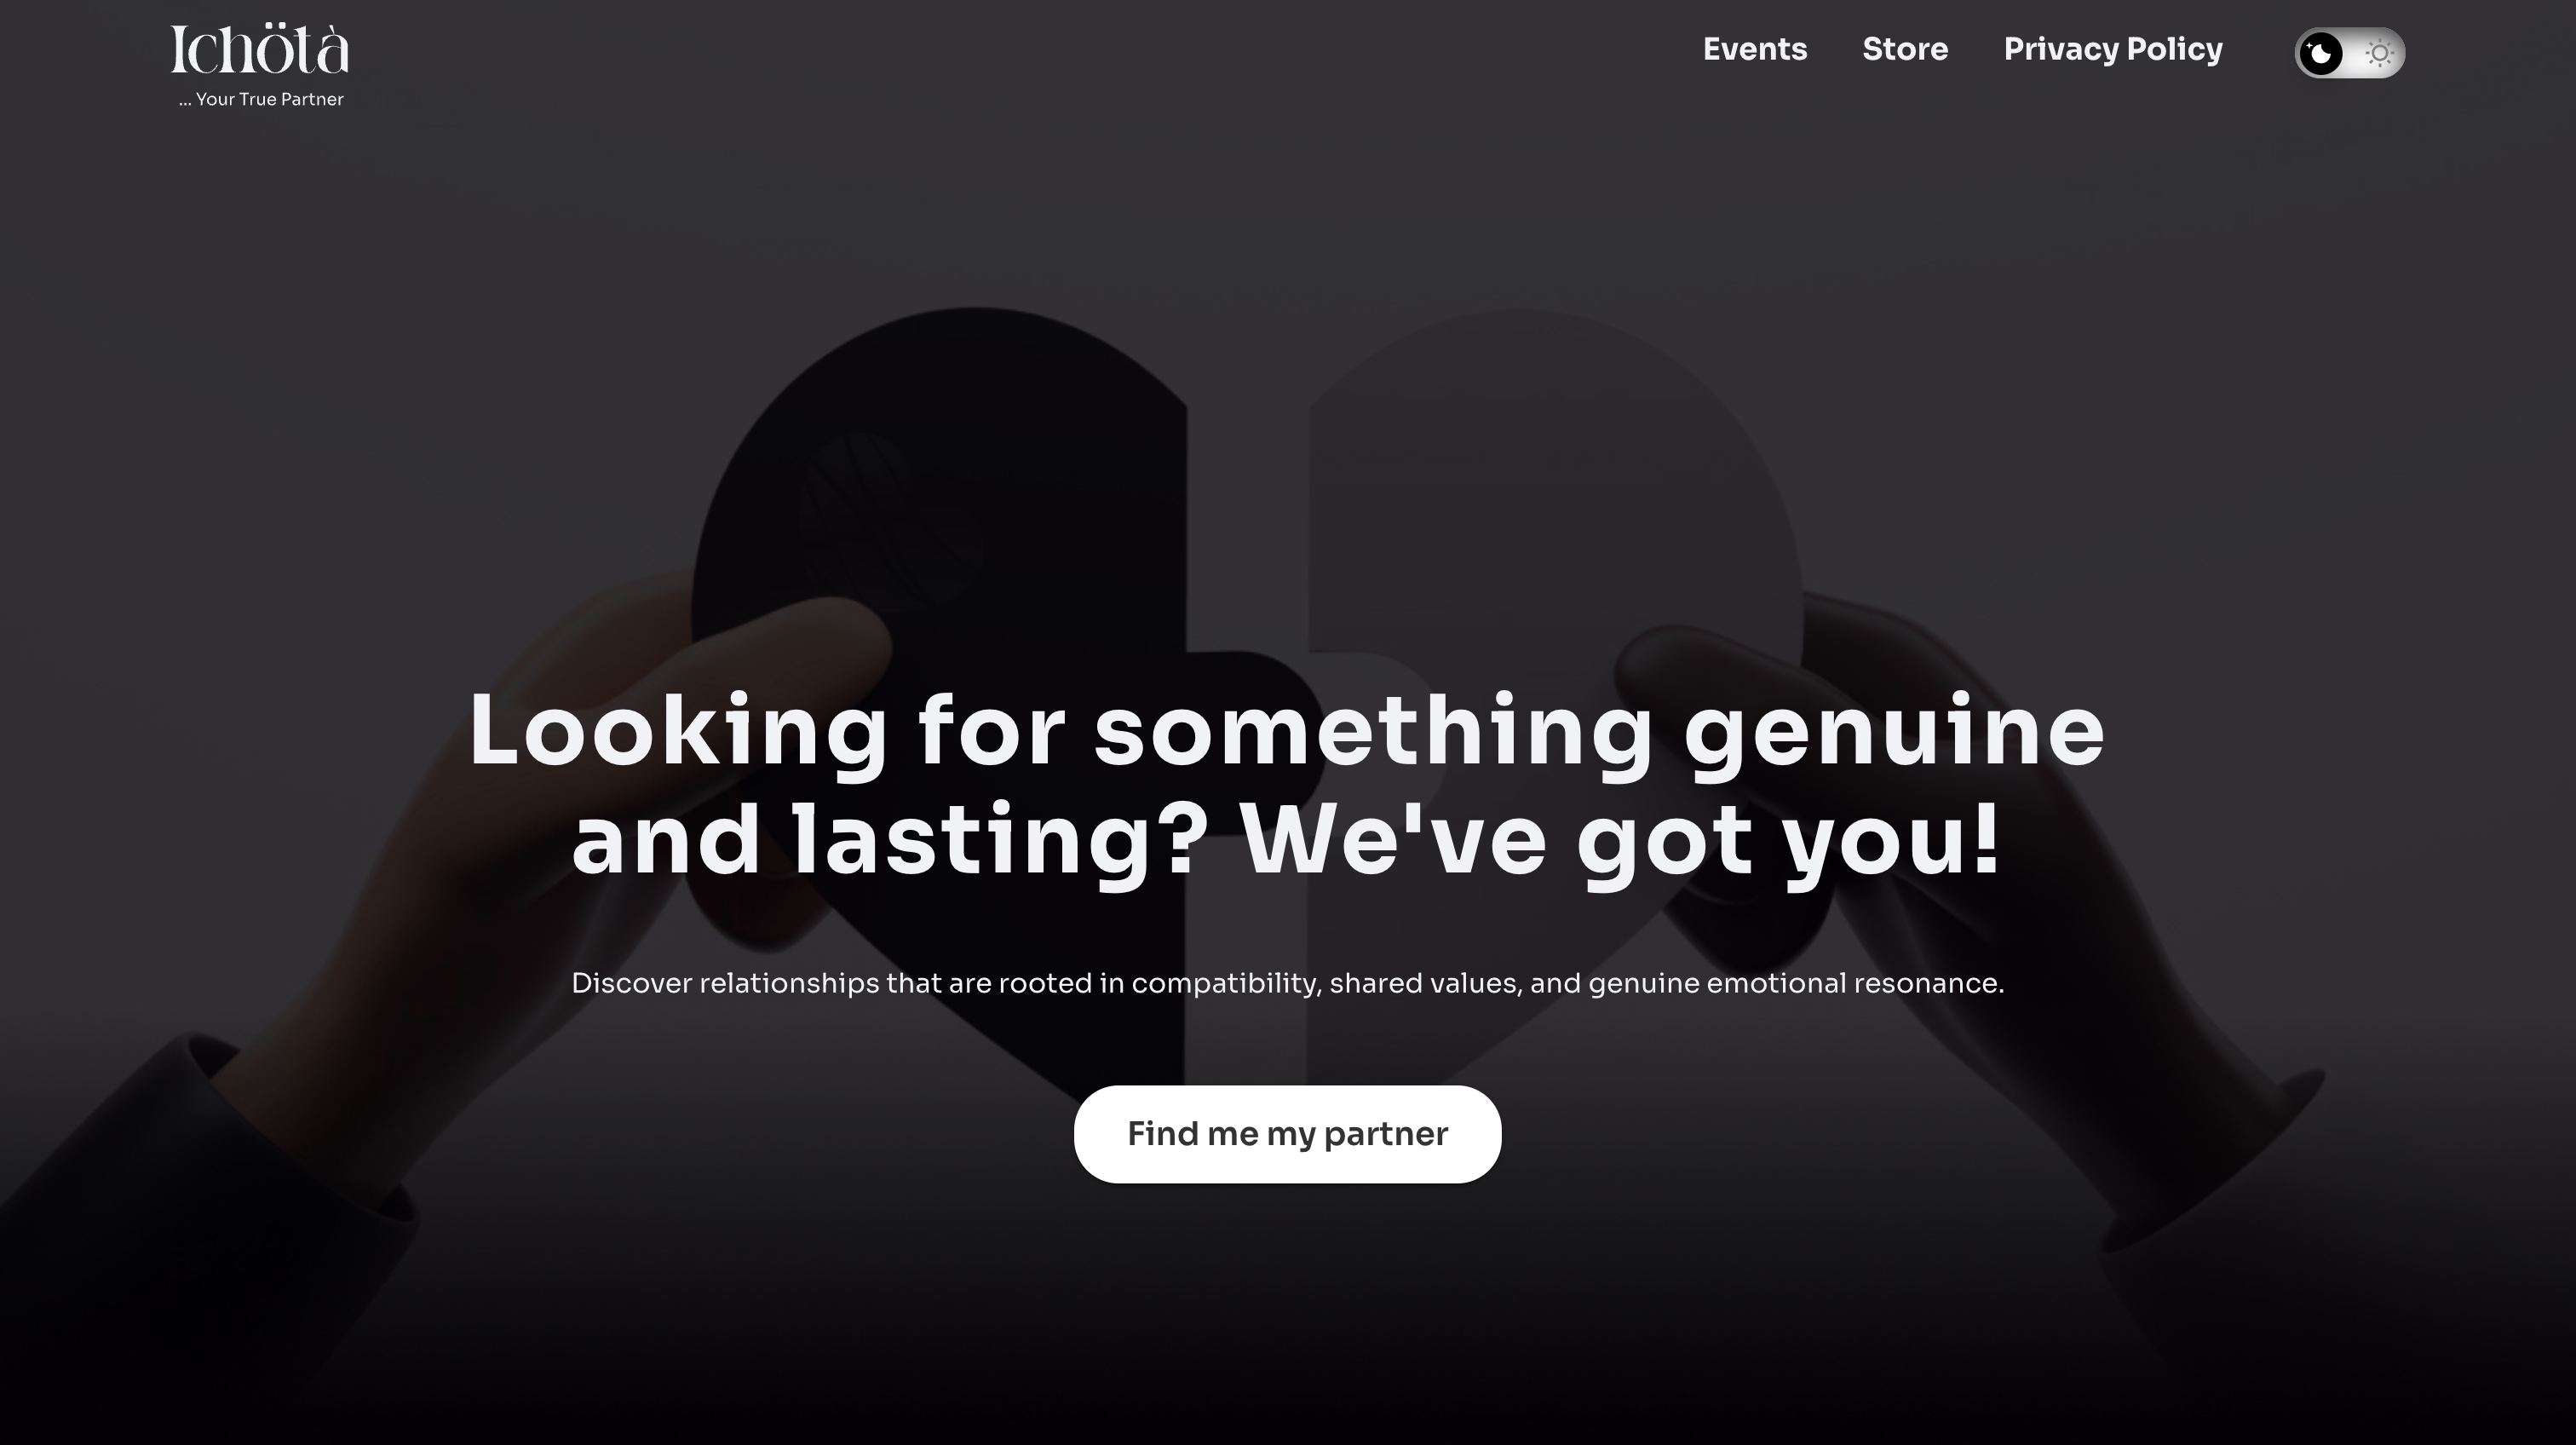 Ichötà
... Your True Partner
Events
Store
Privacy Policy
Looking for something genuine
and lasting? We've got you!
Discover relationships that are rooted in compatibility, shared values, and genuine emotional resonance.
Find me my partner